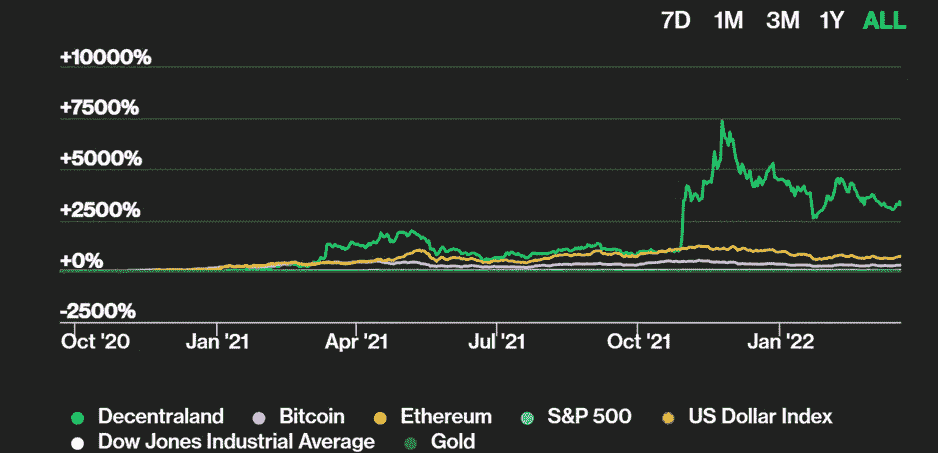 7D 1M 3M 1Y ALL
+10000%
+7500%
+5000%
+2500%
+0%
-2500%
Oct '20 Jan '21 Apr '21 Jul '21 Oct '21 Jan '22
Decentraland Bitcoin Ethereum S&P 500 US Dollar Index
Dow Jones Industrial Average Gold